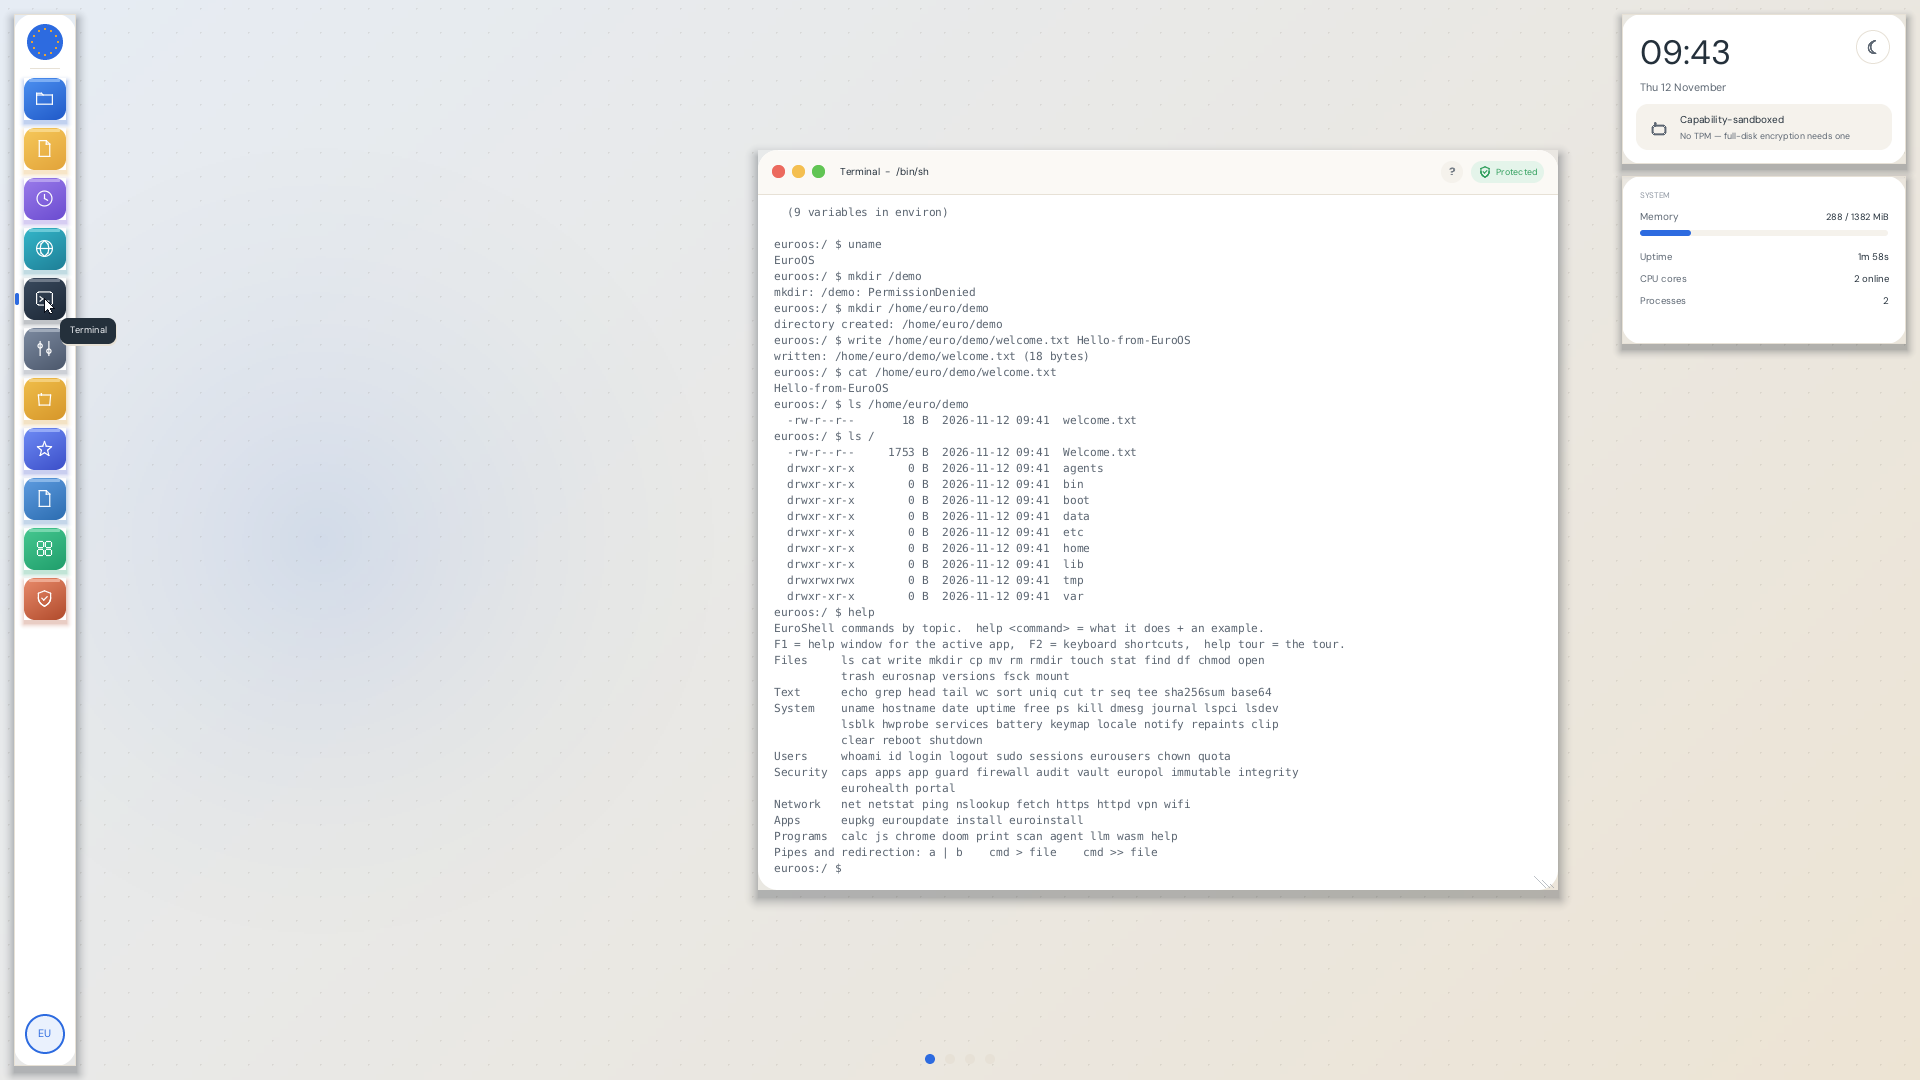 EU
Terminal
Terminal - /bin/sh
?
Protected
  (9 variables in environ)
euroos:/ $ uname
EuroOS
euroos:/ $ mkdir /demo
mkdir: /demo: PermissionDenied
euroos:/ $ mkdir /home/euro/demo
directory created: /home/euro/demo
euroos:/ $ write /home/euro/demo/welcome.txt Hello-from-EuroOS
written: /home/euro/demo/welcome.txt (18 bytes)
euroos:/ $ cat /home/euro/demo/welcome.txt
Hello-from-EuroOS
euroos:/ $ ls /home/euro/demo
  -rw-r--r--       18 B  2026-11-12 09:41  welcome.txt
euroos:/ $ ls /
  -rw-r--r--     1753 B  2026-11-12 09:41  Welcome.txt
  drwxr-xr-x        0 B  2026-11-12 09:41  agents
  drwxr-xr-x        0 B  2026-11-12 09:41  bin
  drwxr-xr-x        0 B  2026-11-12 09:41  boot
  drwxr-xr-x        0 B  2026-11-12 09:41  data
  drwxr-xr-x        0 B  2026-11-12 09:41  etc
  drwxr-xr-x        0 B  2026-11-12 09:41  home
  drwxr-xr-x        0 B  2026-11-12 09:41  lib
  drwxrwxrwx        0 B  2026-11-12 09:41  tmp
  drwxr-xr-x        0 B  2026-11-12 09:41  var
euroos:/ $ help
EuroShell commands by topic.  help <command> = what it does + an example.
F1 = help window for the active app,  F2 = keyboard shortcuts,  help tour = the tour.
Files     ls cat write mkdir cp mv rm rmdir touch stat find df chmod open
          trash eurosnap versions fsck mount
Text      echo grep head tail wc sort uniq cut tr seq tee sha256sum base64
System    uname hostname date uptime free ps kill dmesg journal lspci lsdev
          lsblk hwprobe services battery keymap locale notify repaints clip
          clear reboot shutdown
Users     whoami id login logout sudo sessions eurousers chown quota
Security  caps apps app guard firewall audit vault europol immutable integrity
          eurohealth portal
Network   net netstat ping nslookup fetch https httpd vpn wifi
Apps      eupkg euroupdate install euroinstall
Programs  calc js chrome doom print scan agent llm wasm help
Pipes and redirection: a | b    cmd > file    cmd >> file
euroos:/ $
09:43
Thu 12 November
Capability-sandboxed
No TPM — full-disk encryption needs one
SYSTEM
Memory 288 / 1382 MiB
Uptime 1m 58s
CPU cores 2 online
Processes 2